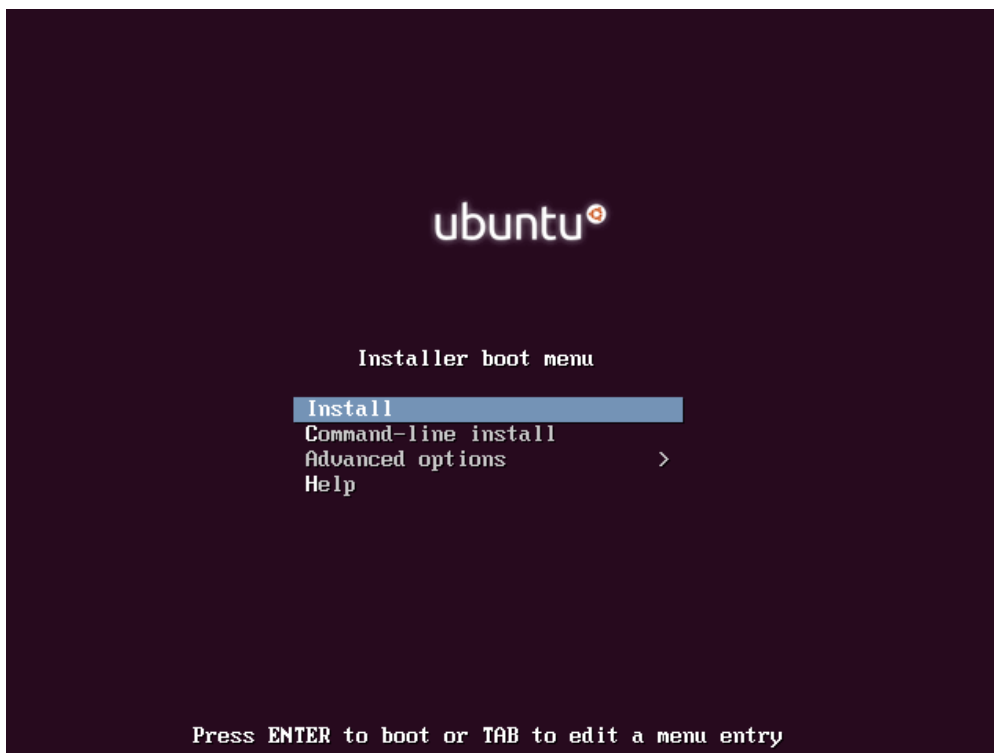 ubuntu
Installer boot menu
Install
Command-line install
Advanced options >
Help
Press ENTER to boot or TAB to edit a menu entry